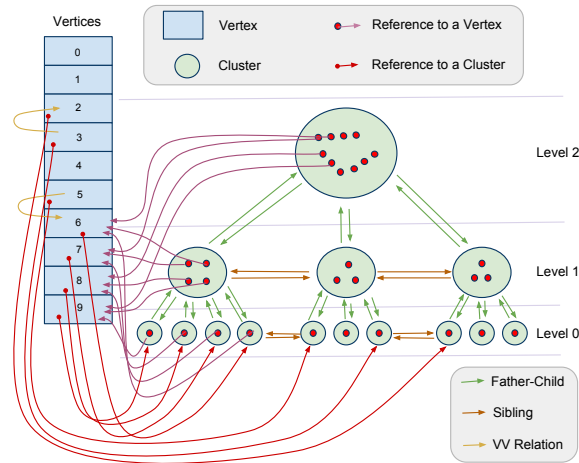 Vertices
0
1
2
3
4
5
6
7
8
9
Vertex
Reference to a Vertex
Cluster
Reference to a Cluster
Level 2
Level 1
Level 0
Father-Child
Sibling
VV Relation